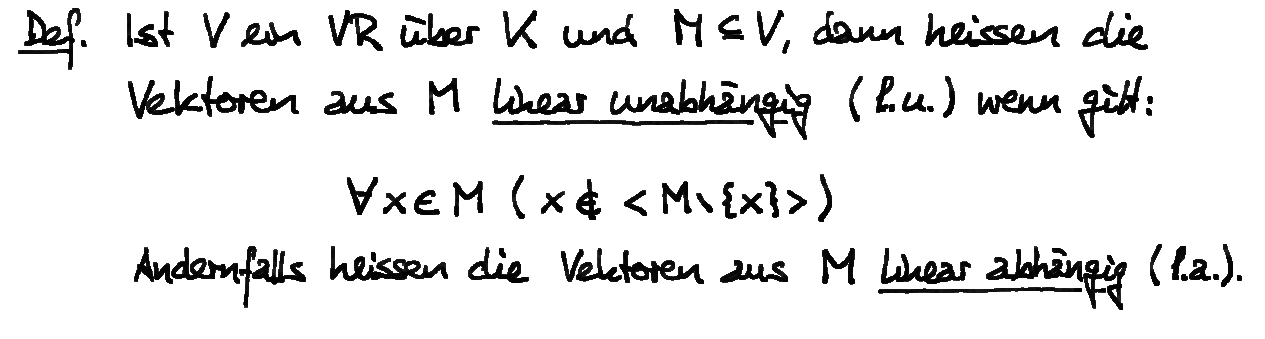 Def. Ist V ein VR über K und M ⊆ V, dann heissen die
Vektoren aus M linear unabhängig (l.u.) wenn gilt:
∀x∈M (x ∉ <M\{x}>)
Andernfalls heissen die Vektoren aus M linear abhängig (l.a.).